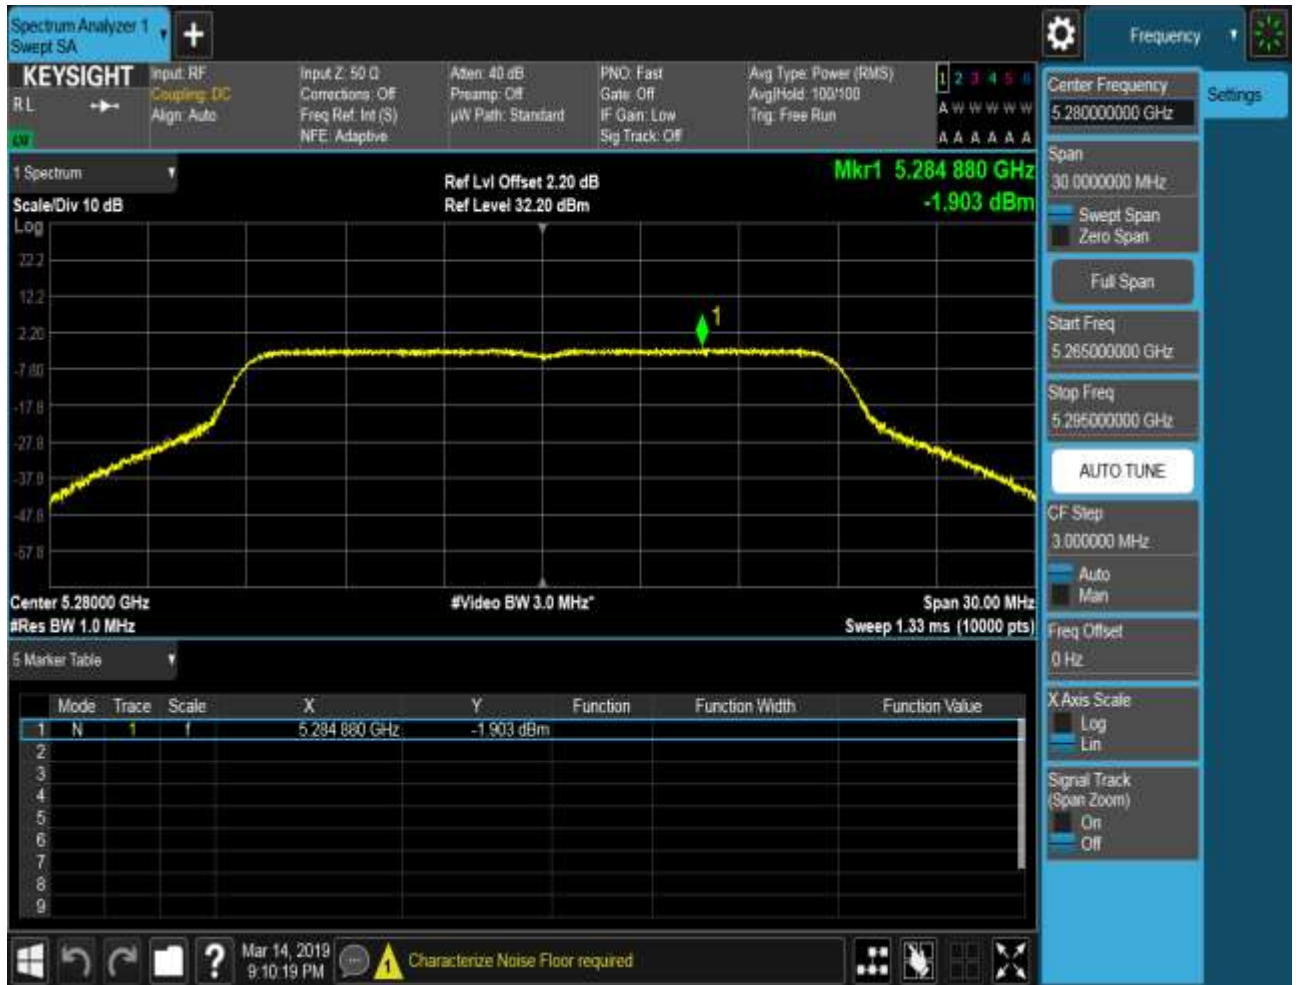 Spectrum Analyzer 1
Swept SA
Frequency
KEYSIGHT
RL
Input: RF
Coupling: DC
Align: Auto
Input Z: 50 Ω
Corrections: Off
Freq Ref: Int (S)
NFE: Adaptive
Atten: 40 dB
Preamp: Off
µW Path: Standard
PNO: Fast
Gate: Off
IF Gain: Low
Sig Track: Off
Avg Type: Power (RMS)
Avg|Hold: 100/100
Trig: Free Run
1 2 3 4 5 6
A W W W W W
A A A A A A
1 Spectrum
Scale/Div 10 dB
Ref Lvl Offset 2.20 dB
Ref Level 32.20 dBm
Mkr1 5.284 880 GHz
-1.903 dBm
Log
22.2
12.2
2.20
-7.80
-17.8
-27.8
-37.8
-47.8
-57.8
1
Center 5.28000 GHz
#Res BW 1.0 MHz
#Video BW 3.0 MHz*
Span 30.00 MHz
Sweep 1.33 ms (10000 pts)
5 Marker Table
Mode Trace Scale X Y Function Function Width Function Value
1 N 1 f 5.284 880 GHz -1.903 dBm
2
3
4
5
6
7
8
9
Center Frequency
5.280000000 GHz
Settings
Span
30.0000000 MHz
Swept Span
Zero Span
Full Span
Start Freq
5.265000000 GHz
Stop Freq
5.295000000 GHz
AUTO TUNE
CF Step
3.000000 MHz
Auto
Man
Freq Offset
0 Hz
X Axis Scale
Log
Lin
Signal Track
(Span Zoom)
On
Off
?
Mar 14, 2019
9:10:19 PM
1
Characterize Noise Floor required